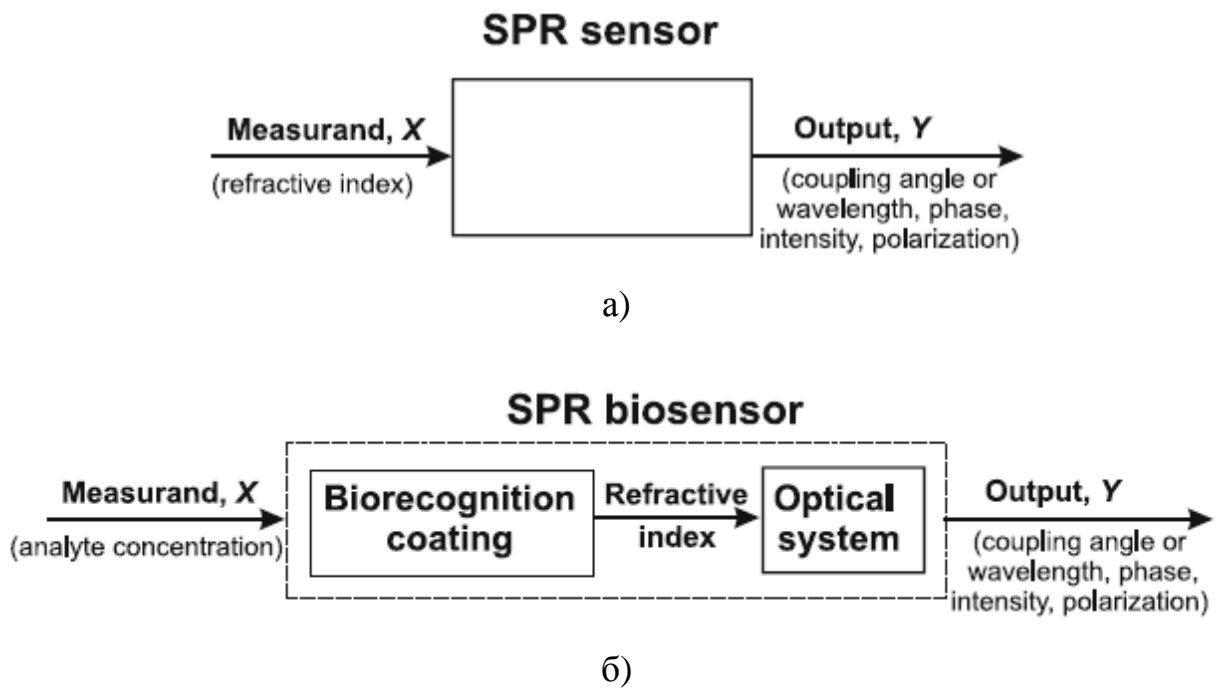 SPR sensor
Measurand, X
(refractive index)
Output, Y
(coupling angle or
wavelength, phase,
intensity, polarization)
а)
SPR biosensor
Measurand, X
(analyte concentration)
Biorecognition
coating
Refractive
index
Optical
system
Output, Y
(coupling angle or
wavelength, phase,
intensity, polarization)
б)